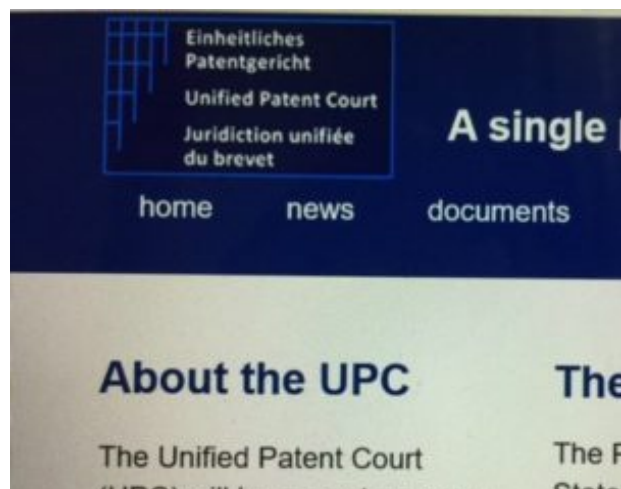 Einheitliches
Patentgericht
Unified Patent Court
Juridiction unifiée
du brevet
A single
home news documents
About the UPC
The
The Unified Patent Court
The